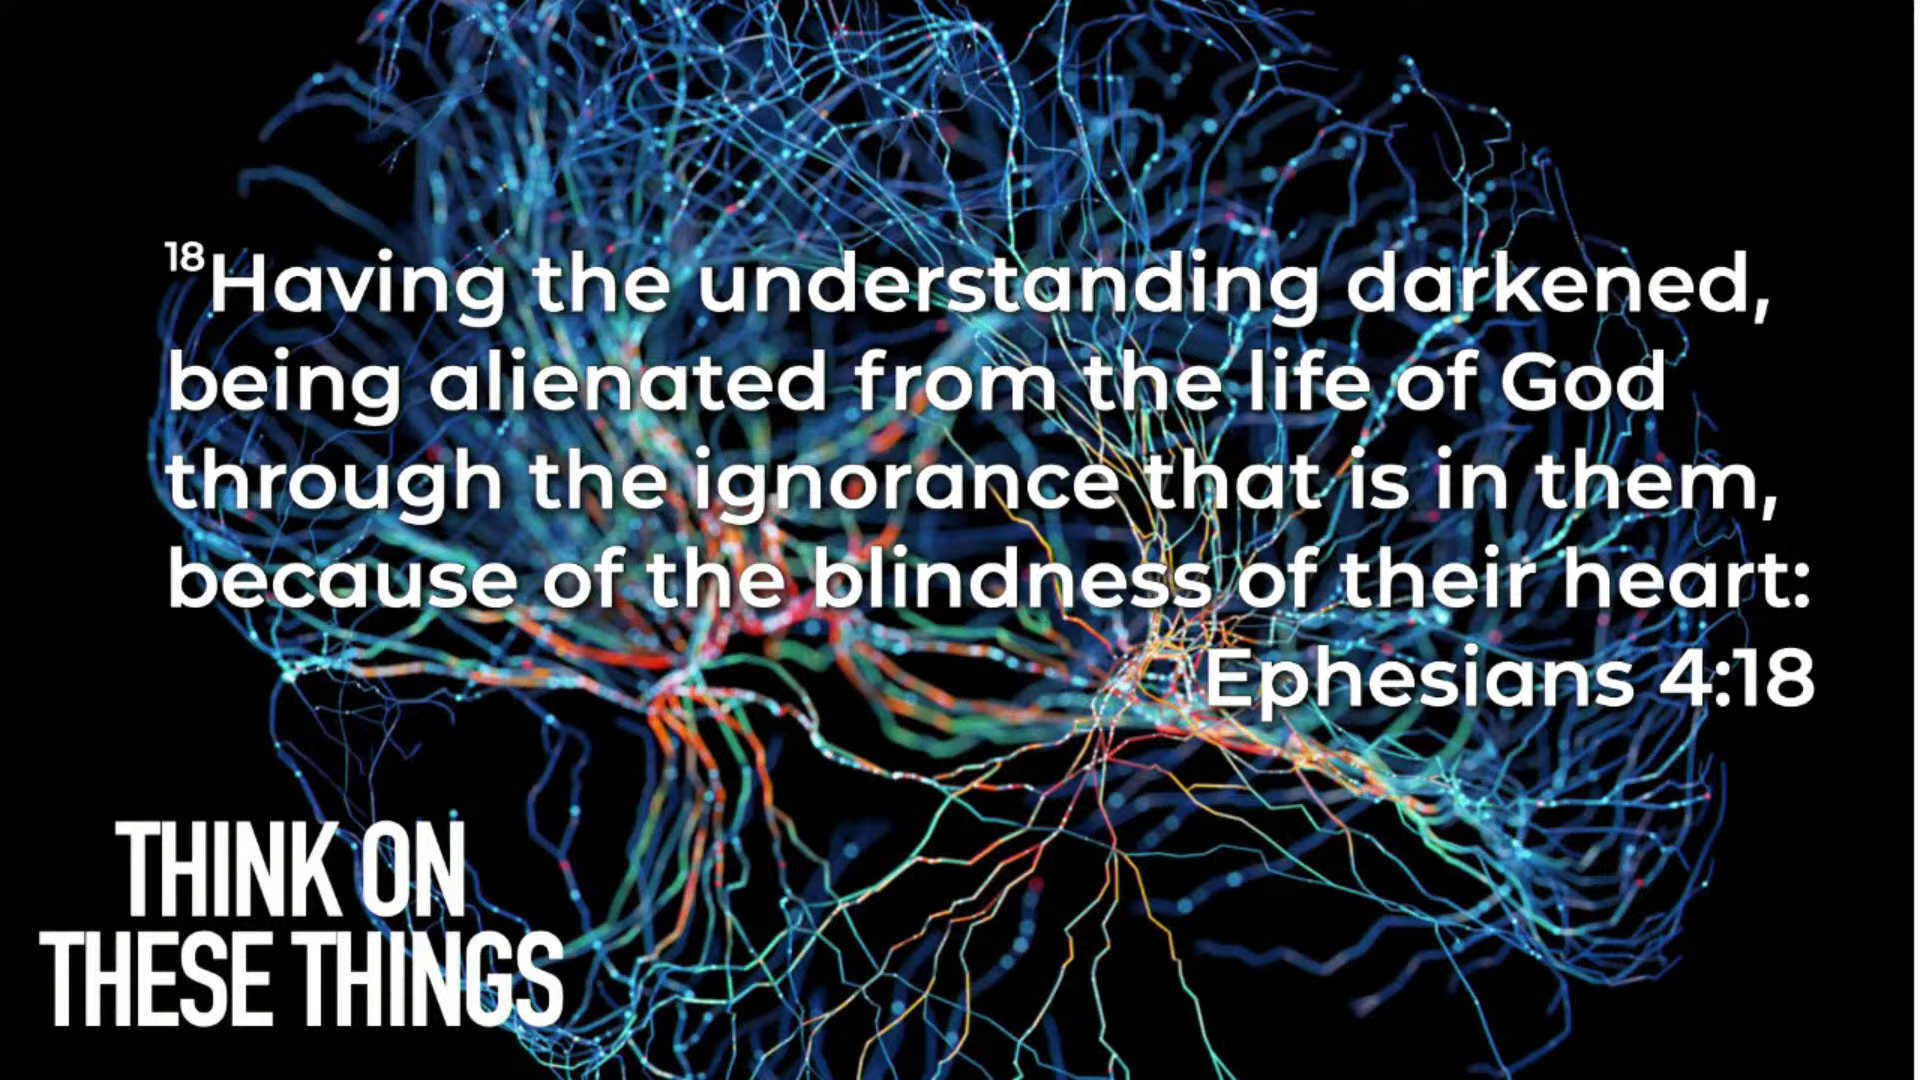 18Having the understanding darkened,
being alienated from the life of God
through the ignorance that is in them,
because of the blindness of their heart:
Ephesians 4:18
THINK ON
THESE THINGS